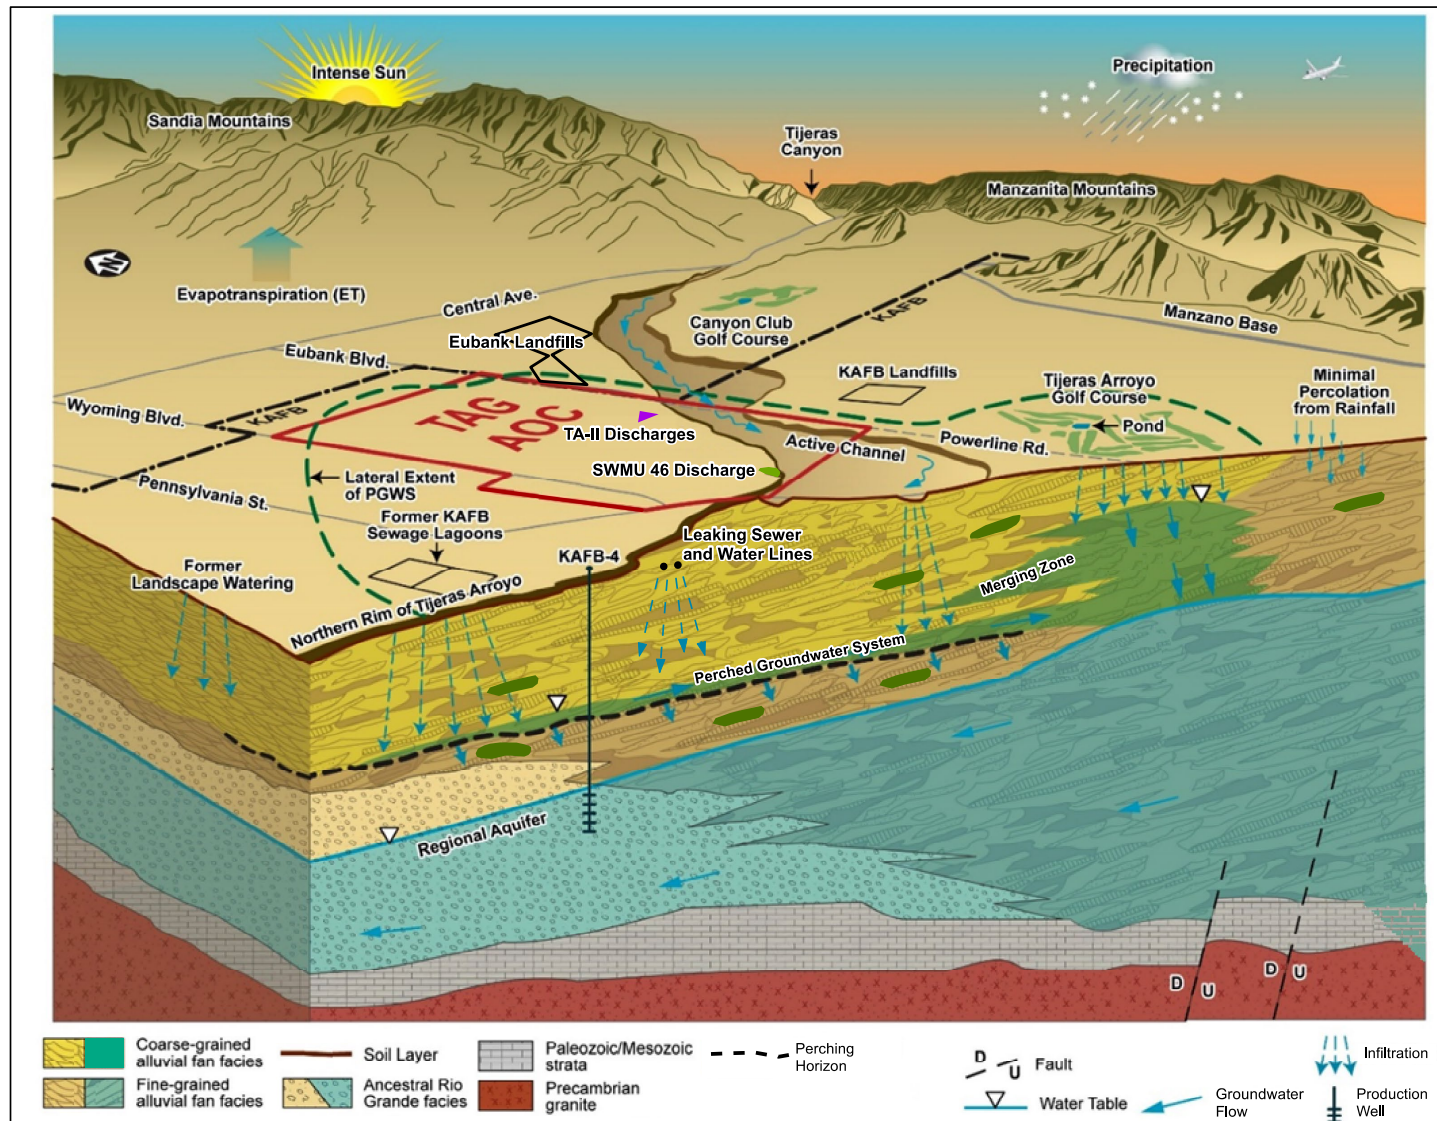 Intense Sun
Precipitation
Sandia Mountains
Tijeras
Canyon
Manzanita Mountains
N
Evapotranspiration (ET)
Central Ave.
KAFB
Manzano Base
Canyon Club
Golf Course
Eubank Landfills
Eubank Blvd.
KAFB Landfills
Tijeras Arroyo
Golf Course
Minimal
Percolation
from Rainfall
Wyoming Blvd.
KAFB
TAG
AOC
TA-II Discharges
Pond
Active Channel
Powerline Rd.
SWMU 46 Discharge
Lateral Extent
of PGWS
Pennsylvania St.
Former KAFB
Sewage Lagoons
Leaking Sewer
and Water Lines
KAFB-4
Former
Landscape Watering
Merging Zone
Northern Rim of Tijeras Arroyo
Perched Groundwater System
Regional Aquifer
D
U
D
U
Coarse-grained
alluvial fan facies
Soil Layer
Paleozoic/Mesozoic
strata
Perching
Horizon
D
U
Fault
Infiltration
Fine-grained
alluvial fan facies
Ancestral Rio
Grande facies
Precambrian
granite
Water Table
Groundwater
Flow
Production
Well